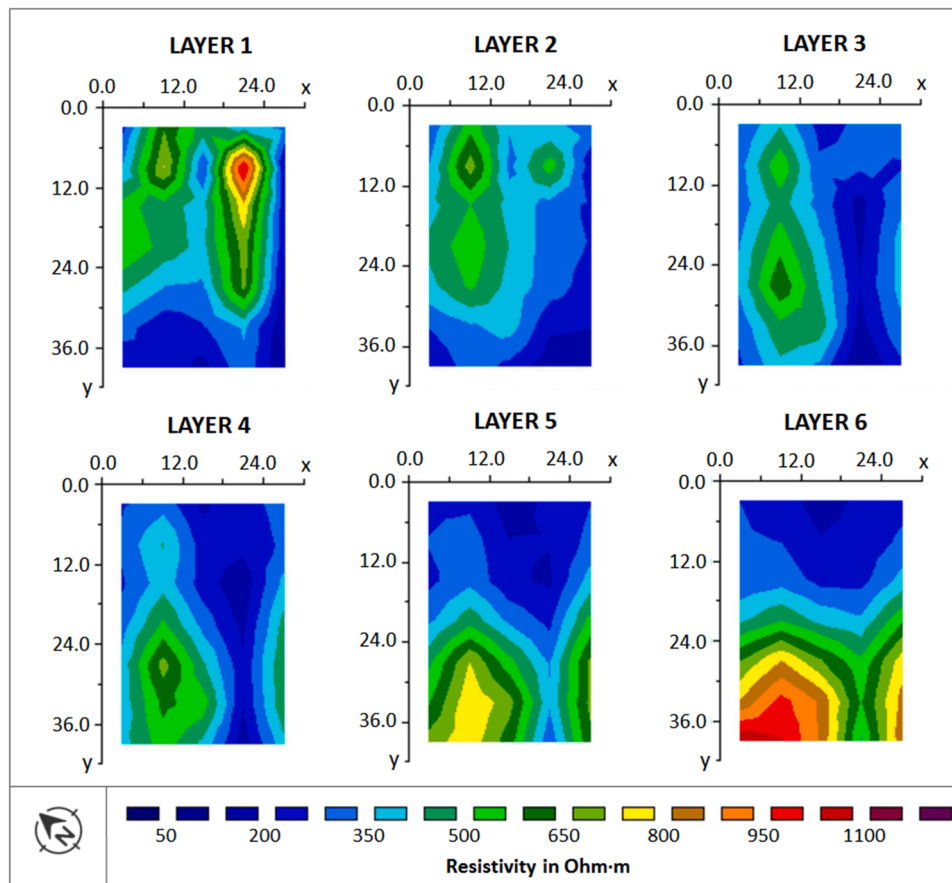 LAYER 1 LAYER 2 LAYER 3
0.0 12.0 24.0 x 0.0 12.0 24.0 x 0.0 12.0 24.0 x
0.0 0.0 0.0
12.0 12.0 12.0
24.0 24.0 24.0
36.0 36.0 36.0
y y y
LAYER 4 LAYER 5 LAYER 6
0.0 12.0 24.0 x 0.0 12.0 24.0 x 0.0 12.0 24.0 x
0.0 0.0 0.0
12.0 12.0 12.0
24.0 24.0 24.0
36.0 36.0 36.0
y y y
N
50 200 350 500 650 800 950 1100
Resistivity in Ohm·m